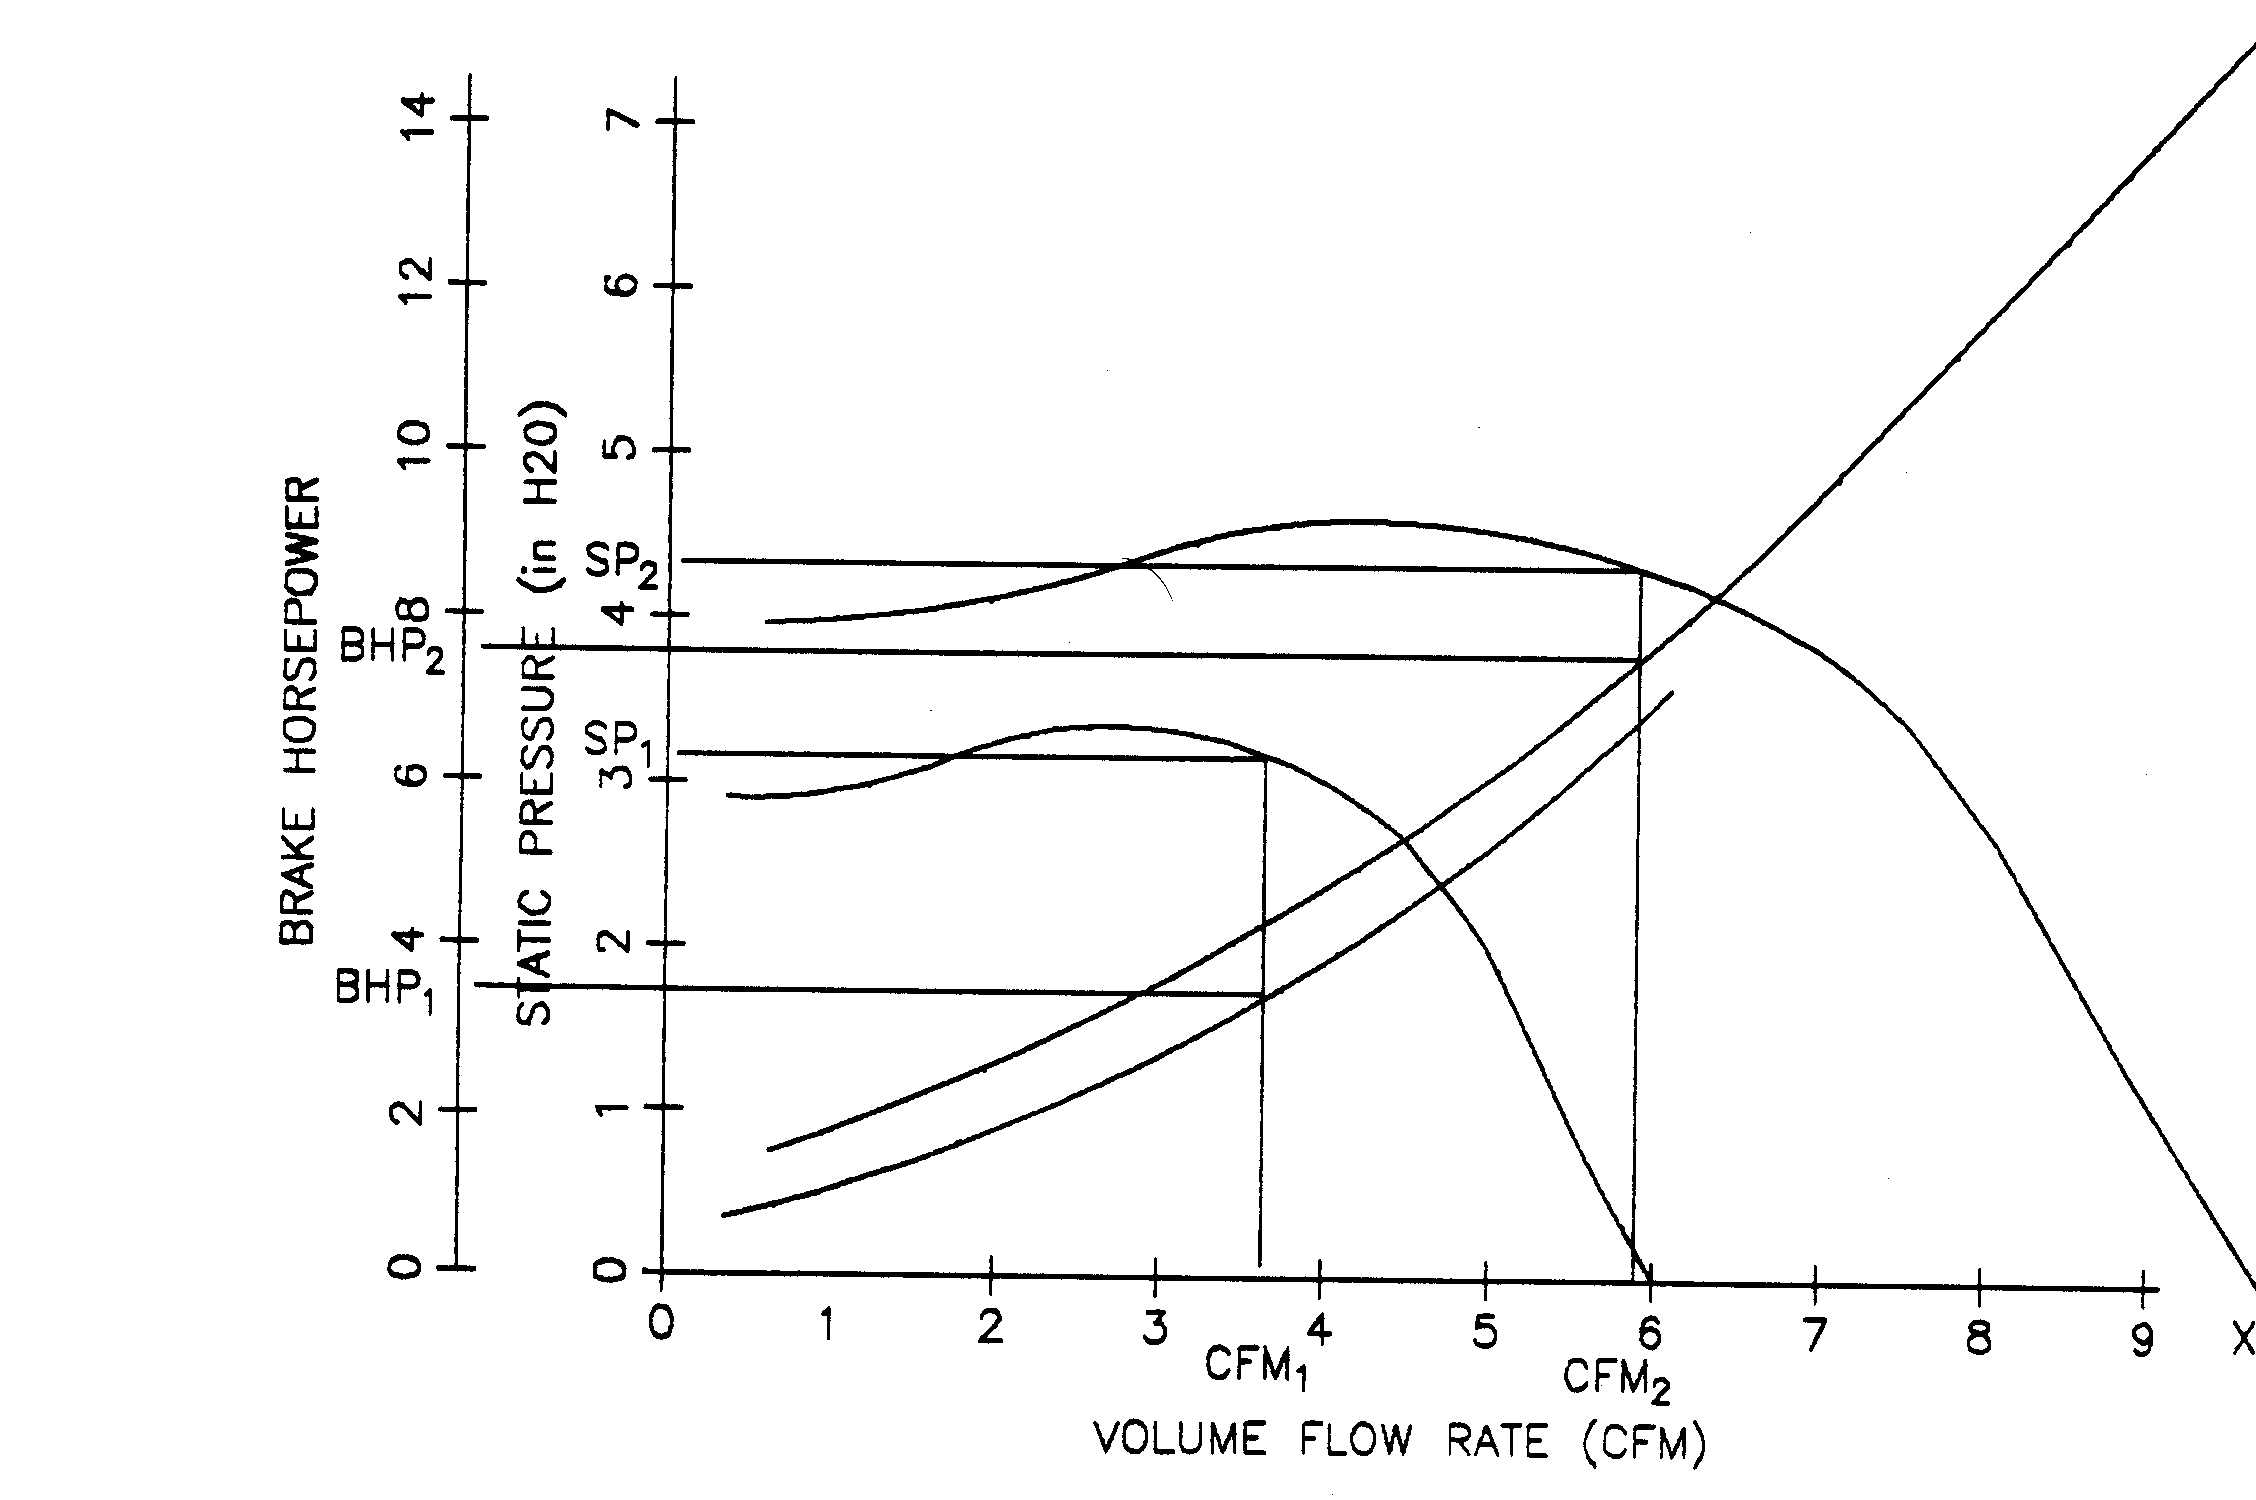 BRAKE HORSEPOWER
14
12
10
8
BHP2
6
4
BHP1
2
0
STATIC PRESSURE (in H20)
7
6
5
SP2
4
SP1
3
2
1
0
0 1 2 3 4 5 6 7 8 9 X
CFM1 CFM2
VOLUME FLOW RATE (CFM)